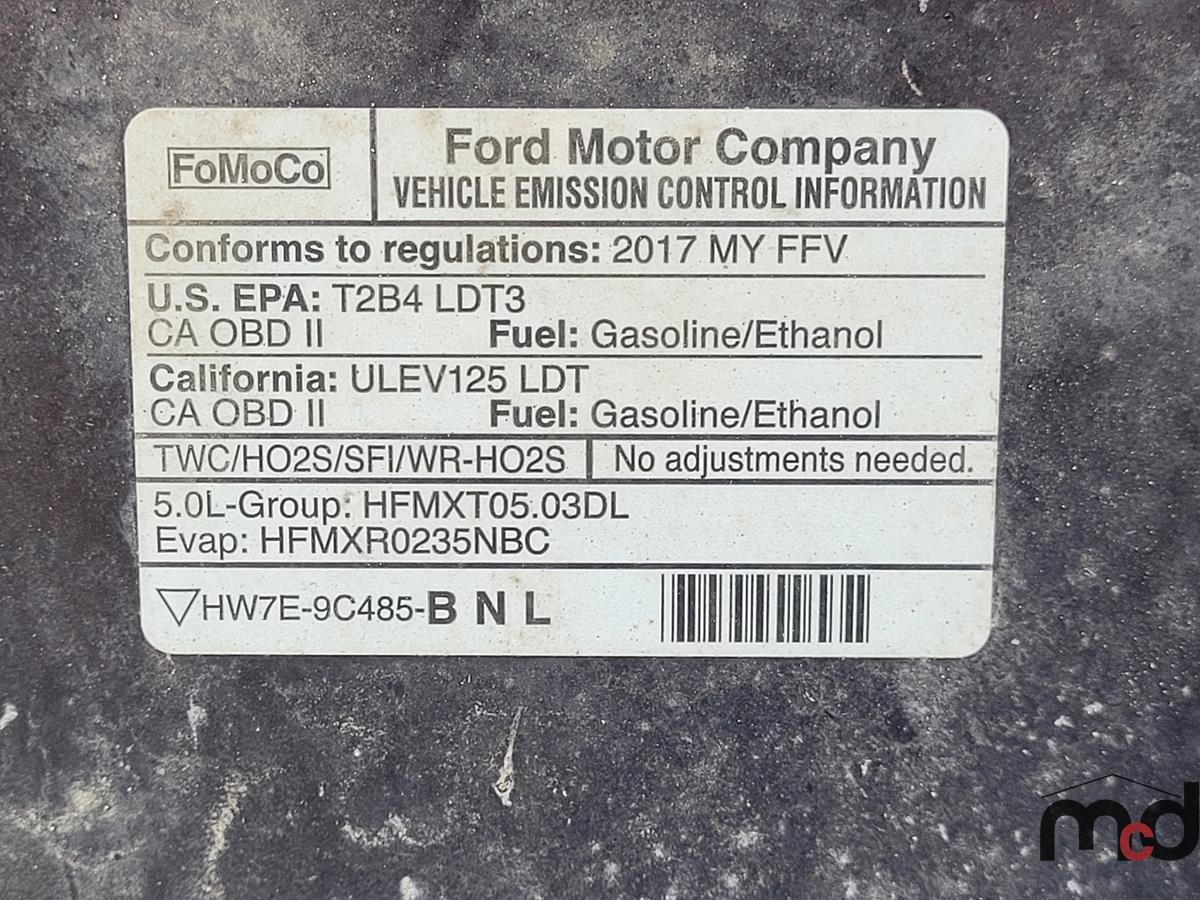 FoMoCo
Ford Motor Company
VEHICLE EMISSION CONTROL INFORMATION
Conforms to regulations: 2017 MY FFV
U.S. EPA: T2B4 LDT3
CA OBD II Fuel: Gasoline/Ethanol
California: ULEV125 LDT
CA OBD II Fuel: Gasoline/Ethanol
TWC/HO2S/SFI/WR-HO2S No adjustments needed.
5.0L-Group: HFMXT05.03DL
Evap: HFMXR0235NBC
▽HW7E-9C485-B N L
mcd